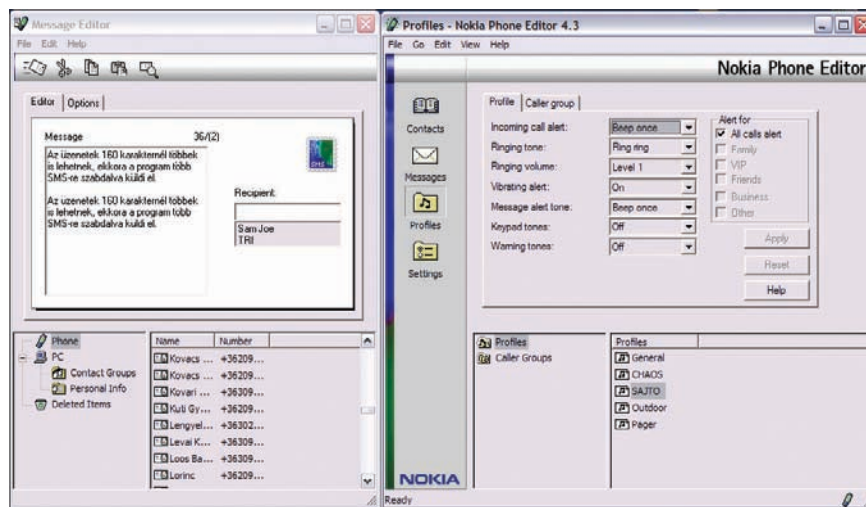 Message Editor
File Edit Help
Editor Options
Message 36/(2)
Az üzenetek 160 karakternél többek
is lehetnek, ekkora a program több
SMS-re szabdalva küldi el.
Az uzenetek 160 karakternel tobbek
is lehetnek, ekkora a program tobb
SMS-re szabdalva kuldi el.
SMS
Recipient:
Sam Joe
TRI
Phone
PC
Contact Groups
Personal Info
Deleted Items
Name Number
Kovacs ... +36209...
Kovacs ... +36209...
Kovari ... +36309...
Kuti Gy... +36209...
Lengyel... +36302...
Levai K... +36309...
Loos Ba... +36309...
Lorinc +36209...
Profiles - Nokia Phone Editor 4.3
File Go Edit View Help
Nokia Phone Editor
Contacts
Messages
Profiles
Settings
NOKIA
Profile Caller group
Incoming call alert: Beep once
Ringing tone: Ring ring
Ringing volume: Level 1
Vibrating alert: On
Message alert tone: Beep once
Keypad tones: Off
Warning tones: Off
Alert for
All calls alert
Family
VIP
Friends
Business
Other
Apply
Reset
Help
Profiles
Caller Groups
Profiles
General
CHAOS
SAJTO
Outdoor
Pager
Ready